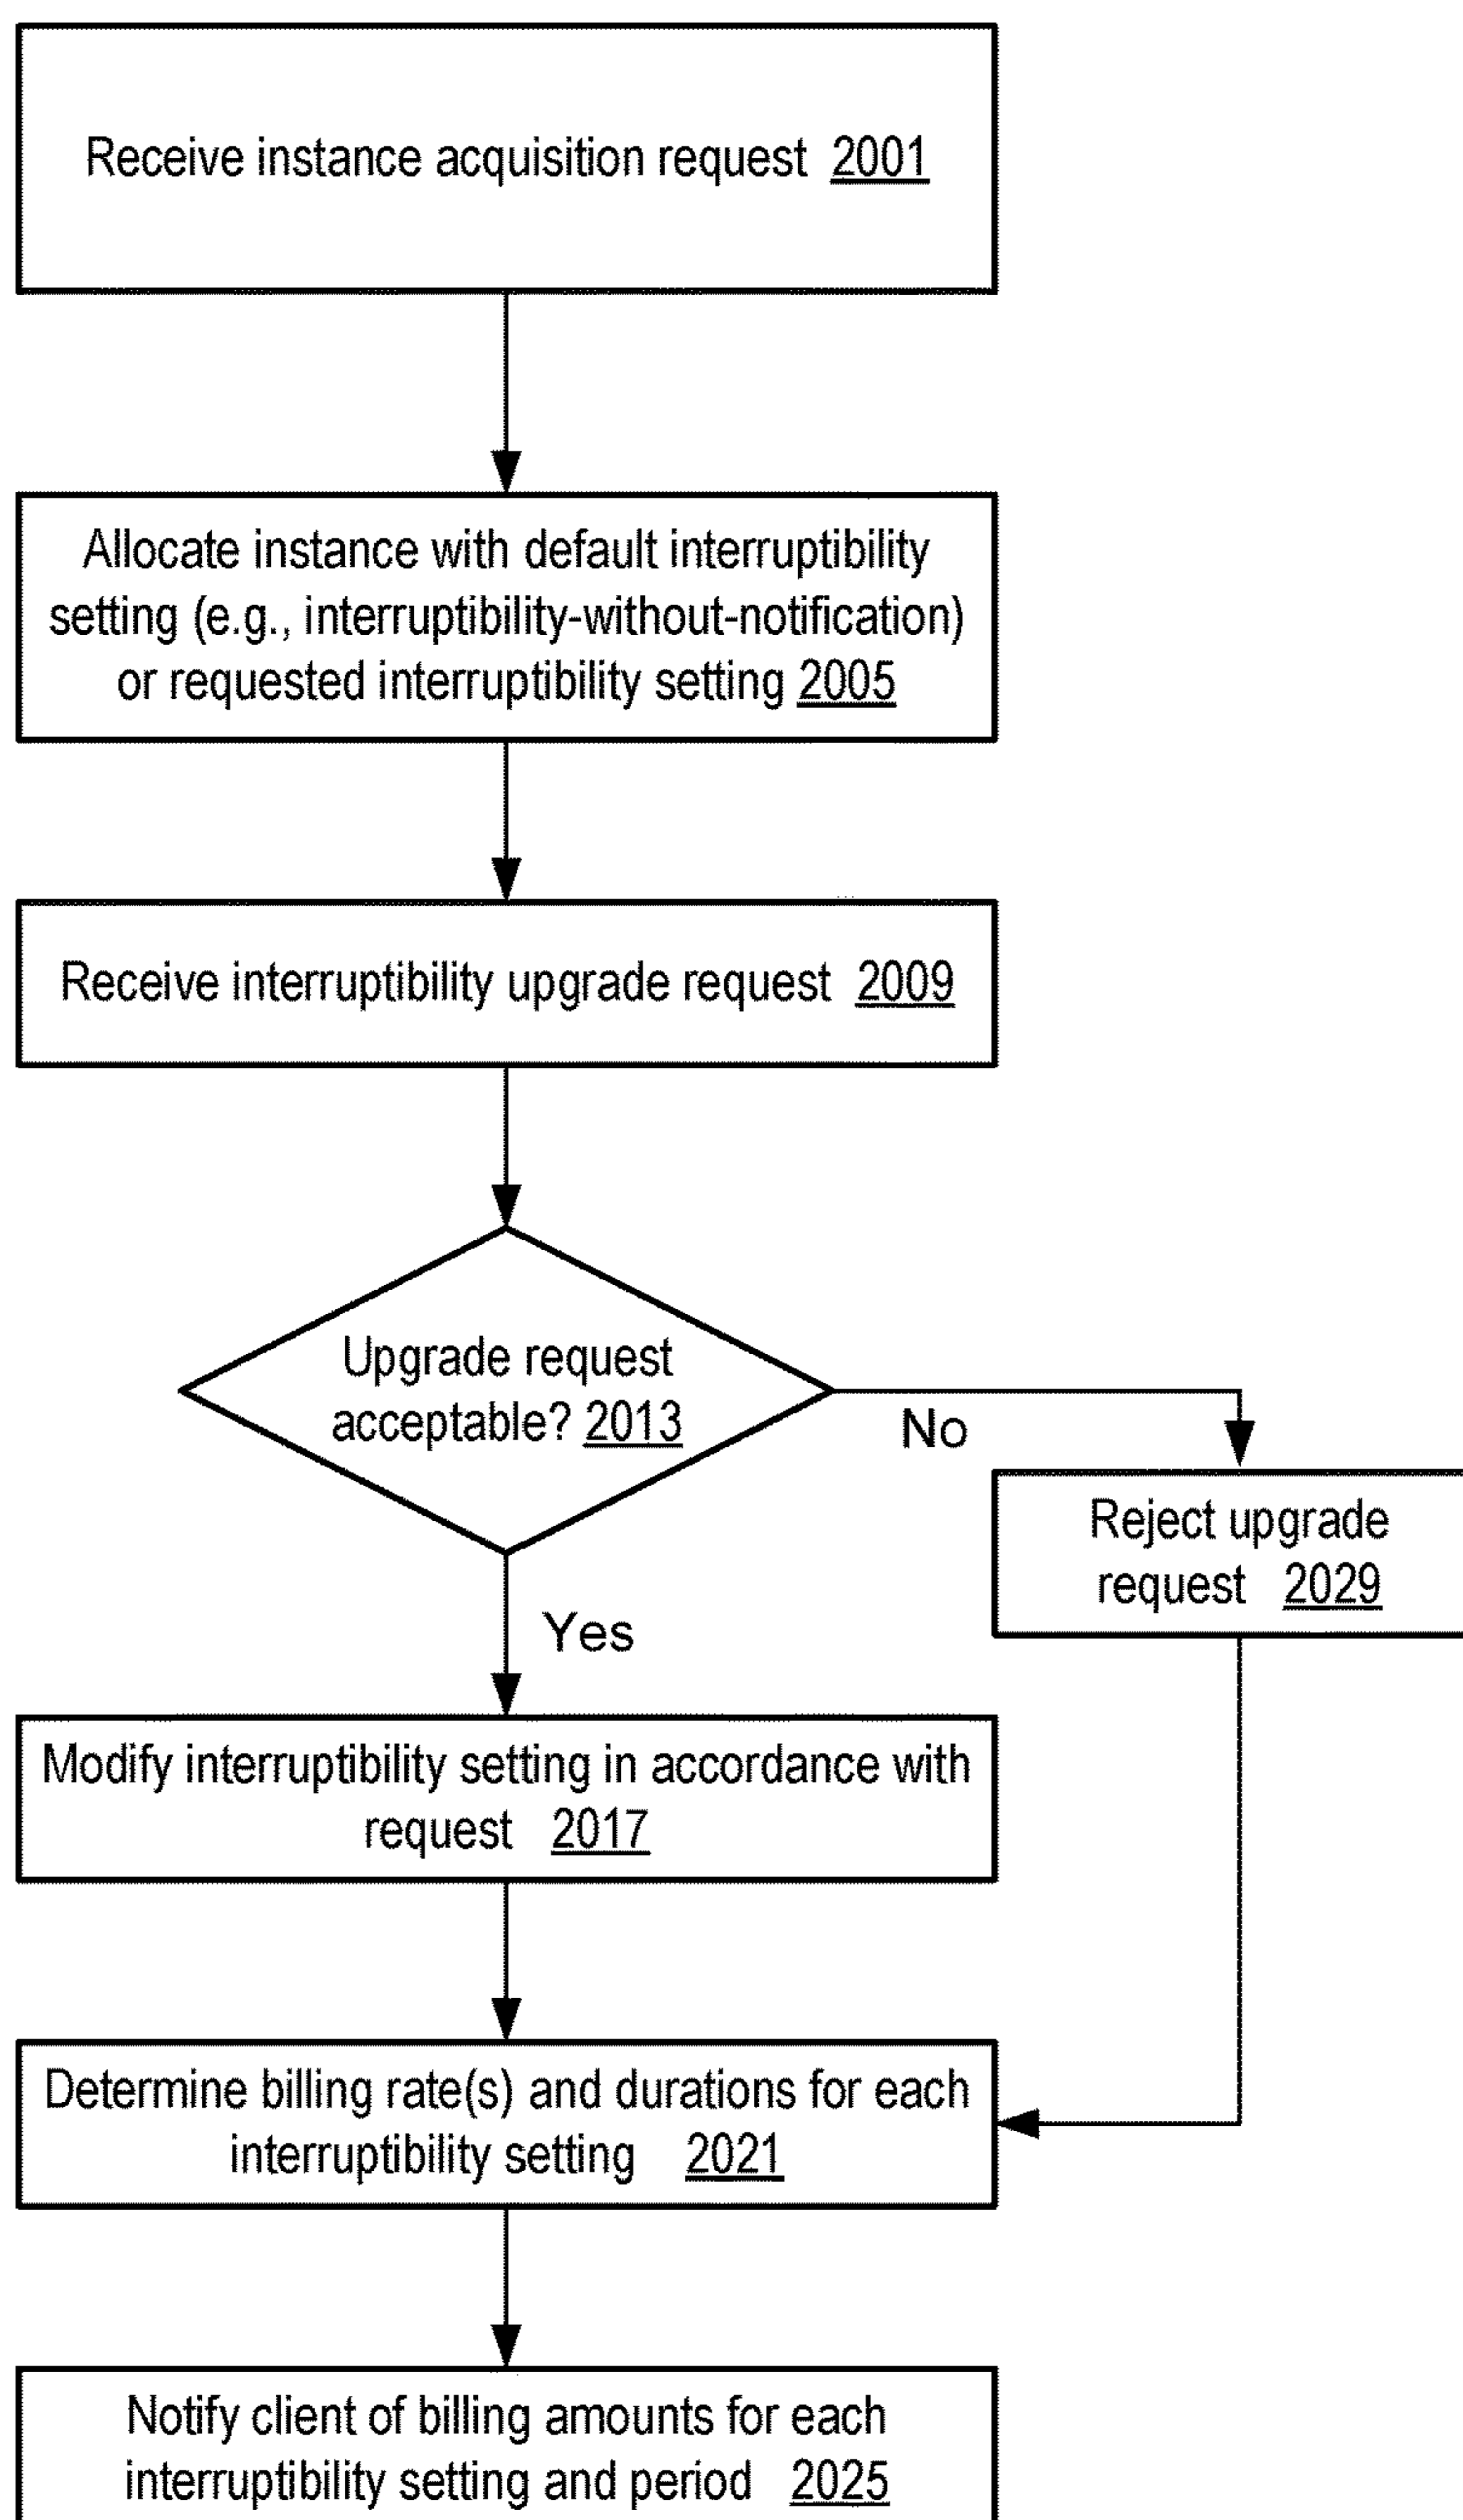 Receive instance acquisition request 2001
Allocate instance with default interruptibility
setting (e.g., interruptibility-without-notification)
or requested interruptibility setting 2005
Receive interruptibility upgrade request 2009
Upgrade request
acceptable? 2013
No
Reject upgrade
request 2029
Yes
Modify interruptibility setting in accordance with
request 2017
Determine billing rate(s) and durations for each
interruptibility setting 2021
Notify client of billing amounts for each
interruptibility setting and period 2025